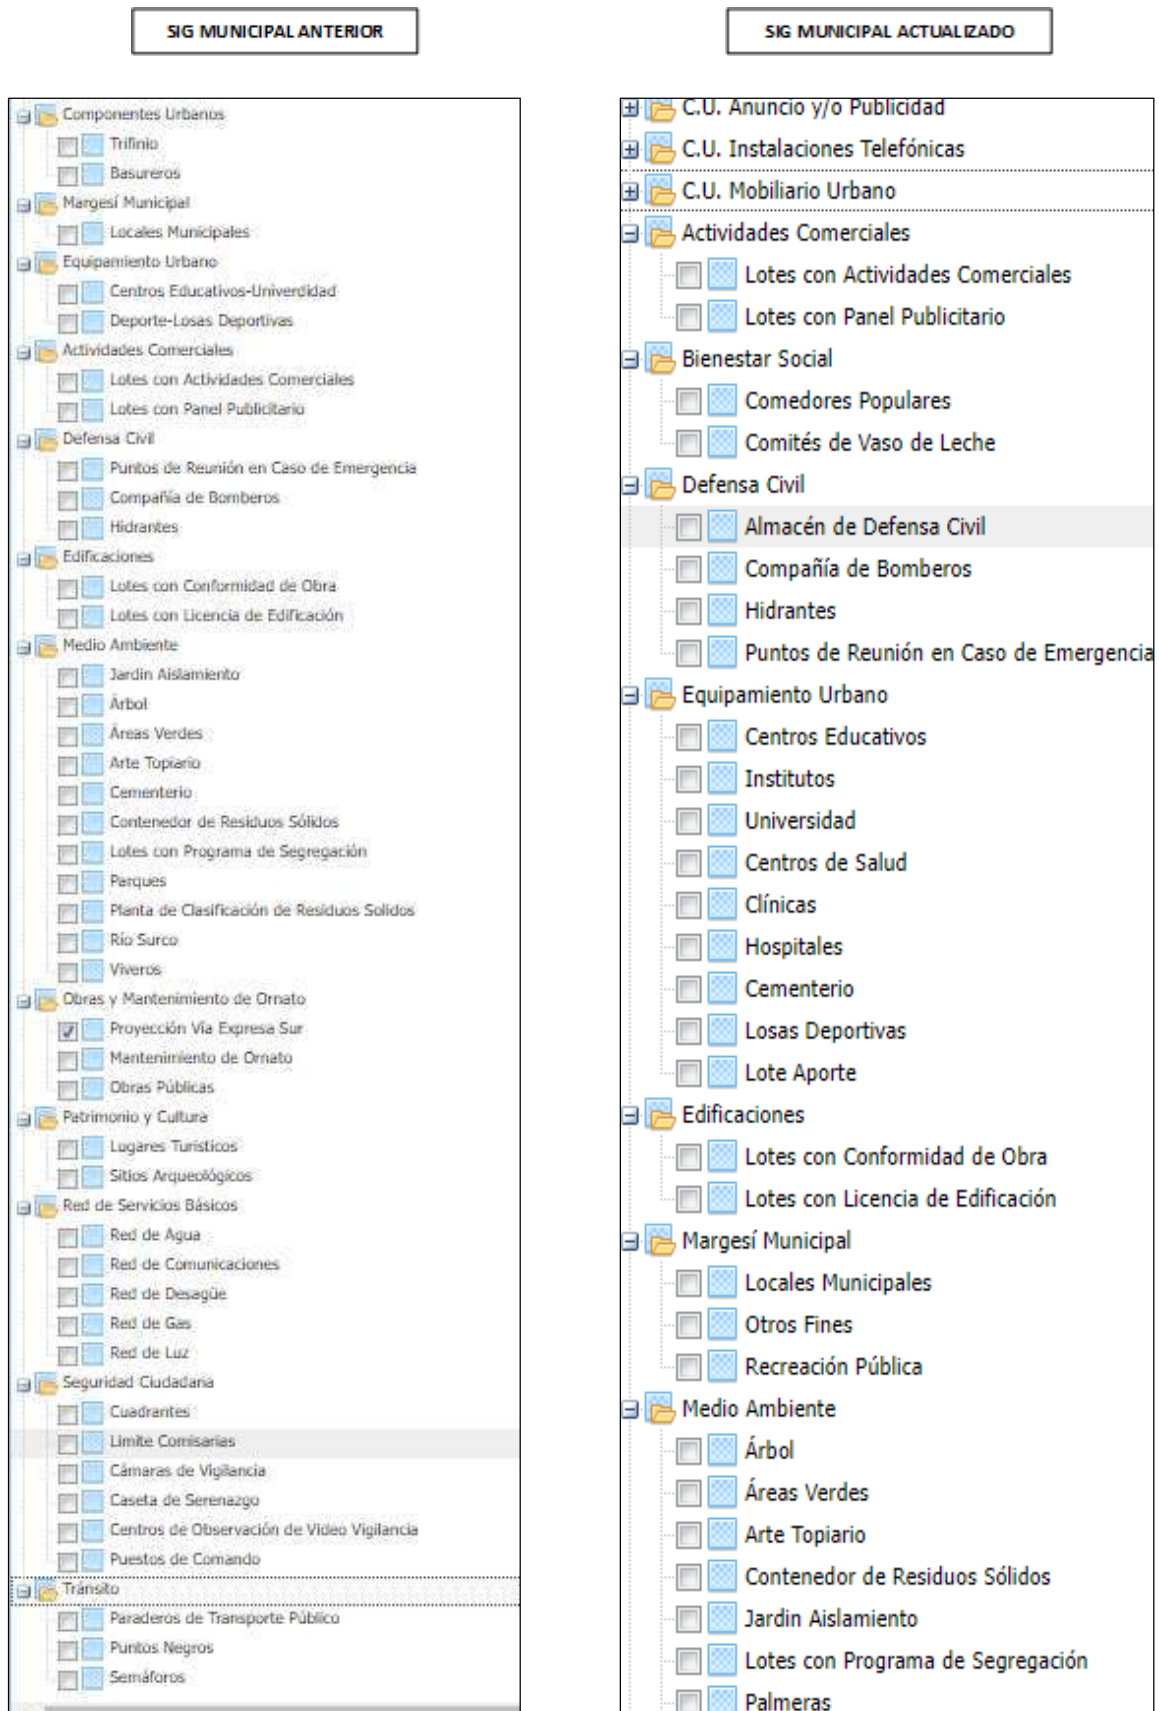 SIG MUNICIPAL ANTERIOR
Componentes Urbanos
Trifinio
Basureros
Margesí Municipal
Locales Municipales
Equipamiento Urbano
Centros Educativos-Univerdidad
Deporte-Losas Deportivas
Actividades Comerciales
Lotes con Actividades Comerciales
Lotes con Panel Publicitario
Defensa Civil
Puntos de Reunión en Caso de Emergencia
Compañía de Bomberos
Hidrantes
Edificaciones
Lotes con Conformidad de Obra
Lotes con Licencia de Edificación
Medio Ambiente
Jardin Aislamiento
Árbol
Áreas Verdes
Arte Topiario
Cementerio
Contenedor de Residuos Sólidos
Lotes con Programa de Segregación
Parques
Planta de Clasificación de Residuos Solidos
Río Surco
Viveros
Obras y Mantenimiento de Ornato
Proyección Vía Expresa Sur
Mantenimiento de Ornato
Obras Públicas
Patrimonio y Cultura
Lugares Turisticos
Sitios Arqueológicos
Red de Servicios Básicos
Red de Agua
Red de Comunicaciones
Red de Desagüe
Red de Gas
Red de Luz
Seguridad Ciudadana
Cuadrantes
Limite Comisarias
Cámaras de Vigilancia
Caseta de Serenazgo
Centros de Observación de Video Vigilancia
Puestos de Comando
Tránsito
Paraderos de Transporte Público
Puntos Negros
Semáforos
SIG MUNICIPAL ACTUALIZADO
C.U. Anuncio y/o Publicidad
C.U. Instalaciones Telefónicas
C.U. Mobiliario Urbano
Actividades Comerciales
Lotes con Actividades Comerciales
Lotes con Panel Publicitario
Bienestar Social
Comedores Populares
Comités de Vaso de Leche
Defensa Civil
Almacén de Defensa Civil
Compañía de Bomberos
Hidrantes
Puntos de Reunión en Caso de Emergencia
Equipamiento Urbano
Centros Educativos
Institutos
Universidad
Centros de Salud
Clínicas
Hospitales
Cementerio
Losas Deportivas
Lote Aporte
Edificaciones
Lotes con Conformidad de Obra
Lotes con Licencia de Edificación
Margesí Municipal
Locales Municipales
Otros Fines
Recreación Pública
Medio Ambiente
Árbol
Áreas Verdes
Arte Topiario
Contenedor de Residuos Sólidos
Jardin Aislamiento
Lotes con Programa de Segregación
Palmeras